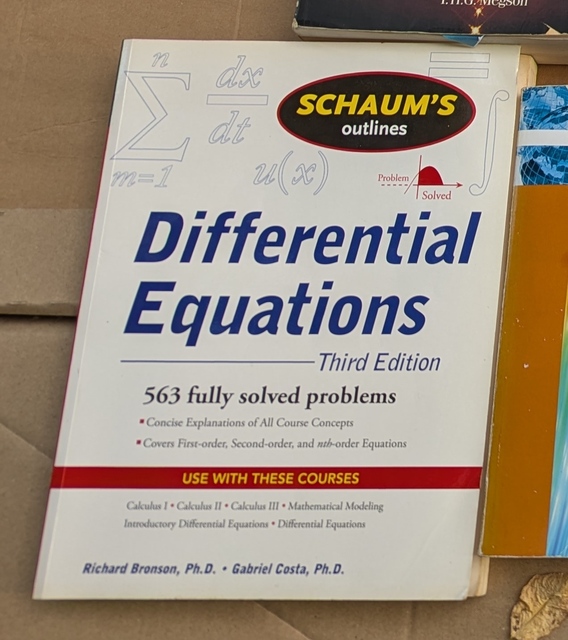 T.H.G. Megson
n
dx
dt
m=1
u(x)
SCHAUM'S
outlines
Problem
Solved
Differential
Equations
Third Edition
563 fully solved problems
▪ Concise Explanations of All Course Concepts
▪ Covers First-order, Second-order, and nth-order Equations
USE WITH THESE COURSES
Calculus I • Calculus II • Calculus III • Mathematical Modeling
Introductory Differential Equations • Differential Equations
Richard Bronson, Ph.D. • Gabriel Costa, Ph.D.